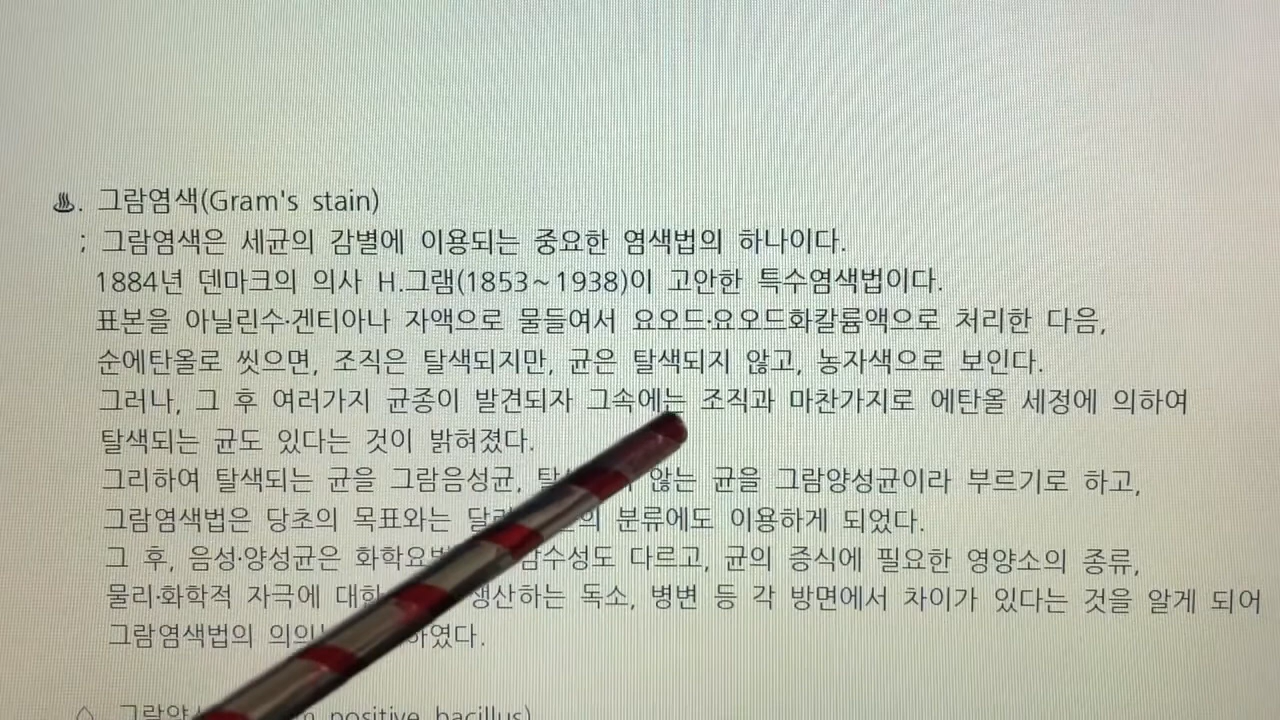 ♨. 그람염색(Gram's stain)
; 그람염색은 세균의 감별에 이용되는 중요한 염색법의 하나이다.
1884년 덴마크의 의사 H.그램(1853~1938)이 고안한 특수염색법이다.
표본을 아닐린수·겐티아나 자액으로 물들여서 요오드·요오드화칼륨액으로 처리한 다음,
순에탄올로 씻으면, 조직은 탈색되지만, 균은 탈색되지 않고, 농자색으로 보인다.
그러나, 그 후 여러가지 균종이 발견되자 그속에는 조직과 마찬가지로 에탄올 세정에 의하여
탈색되는 균도 있다는 것이 밝혀졌다.
그리하여 탈색되는 균을 그람음성균, 않는 균을 그람양성균이라 부르기로 하고,
그람염색법은 당초의 목표와는 분류에도 이용하게 되었다.
그 후, 음성·양성균은 다르고, 균의 증식에 필요한 영양소의 종류,
물리·화학적 자극에 생산하는 독소, 병변 등 각 방면에서 차이가 있다는 것을 알게 되어
그람염색법의
positive bacillus)